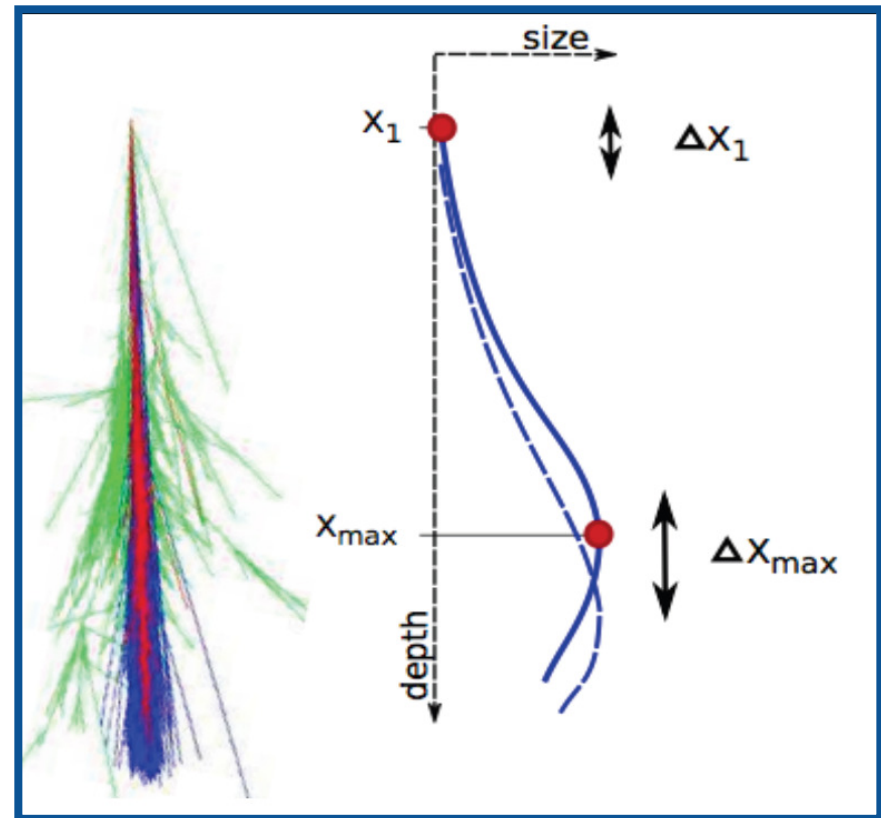 size
X₁
ΔX₁
Xmax
ΔXmax
depth